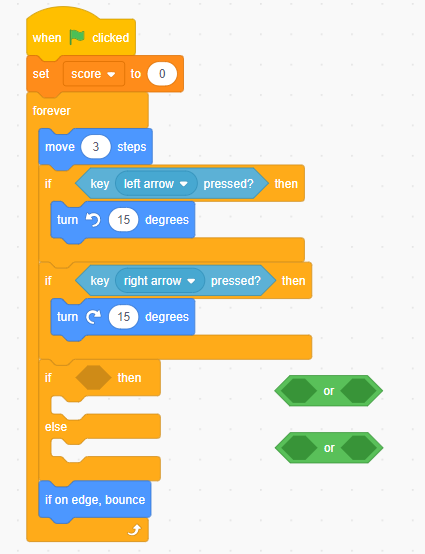 when clicked
set score to 0
forever
move 3 steps
if key left arrow pressed? then
turn 15 degrees
if key right arrow pressed? then
turn 15 degrees
if then
or
else
or
if on edge, bounce